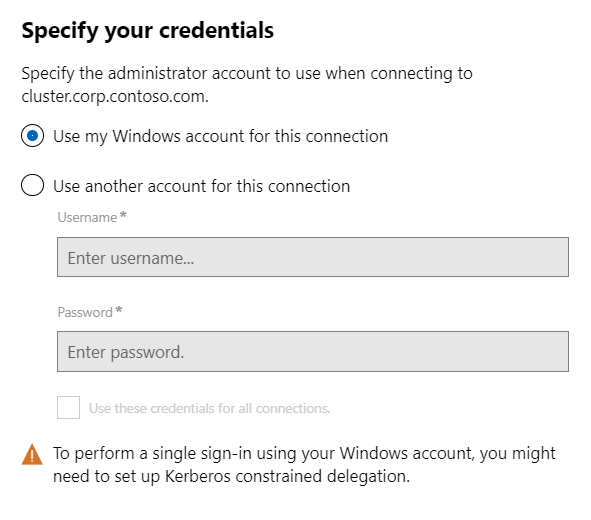 Specify your credentials
Specify the administrator account to use when connecting to
cluster.corp.contoso.com.
Use my Windows account for this connection
Use another account for this connection
Username *
Enter username...
Password *
Enter password.
Use these credentials for all connections.
To perform a single sign-in using your Windows account, you might
need to set up Kerberos constrained delegation.